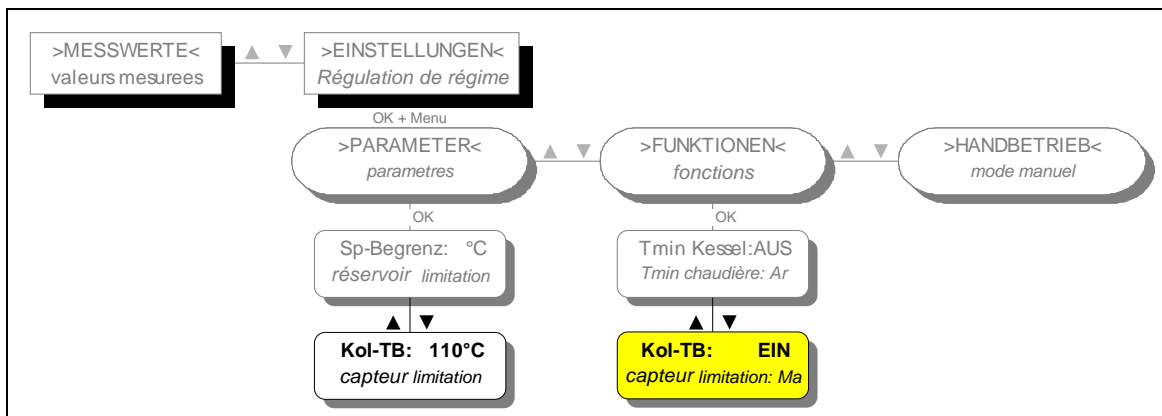 >MESSWERTE<
valeurs mesurees
▲ ▼
>EINSTELLUNGEN<
Régulation de régime
OK + Menu
>PARAMETER<
parametres
▲ ▼
>FUNKTIONEN<
fonctions
▲ ▼
>HANDBETRIEB<
mode manuel
OK
OK
Sp-Begrenz: °C
réservoir limitation
Tmin Kessel:AUS
Tmin chaudière: Ar
▲ ▼
▲ ▼
Kol-TB: 110°C
capteur limitation
Kol-TB: EIN
capteur limitation: Ma